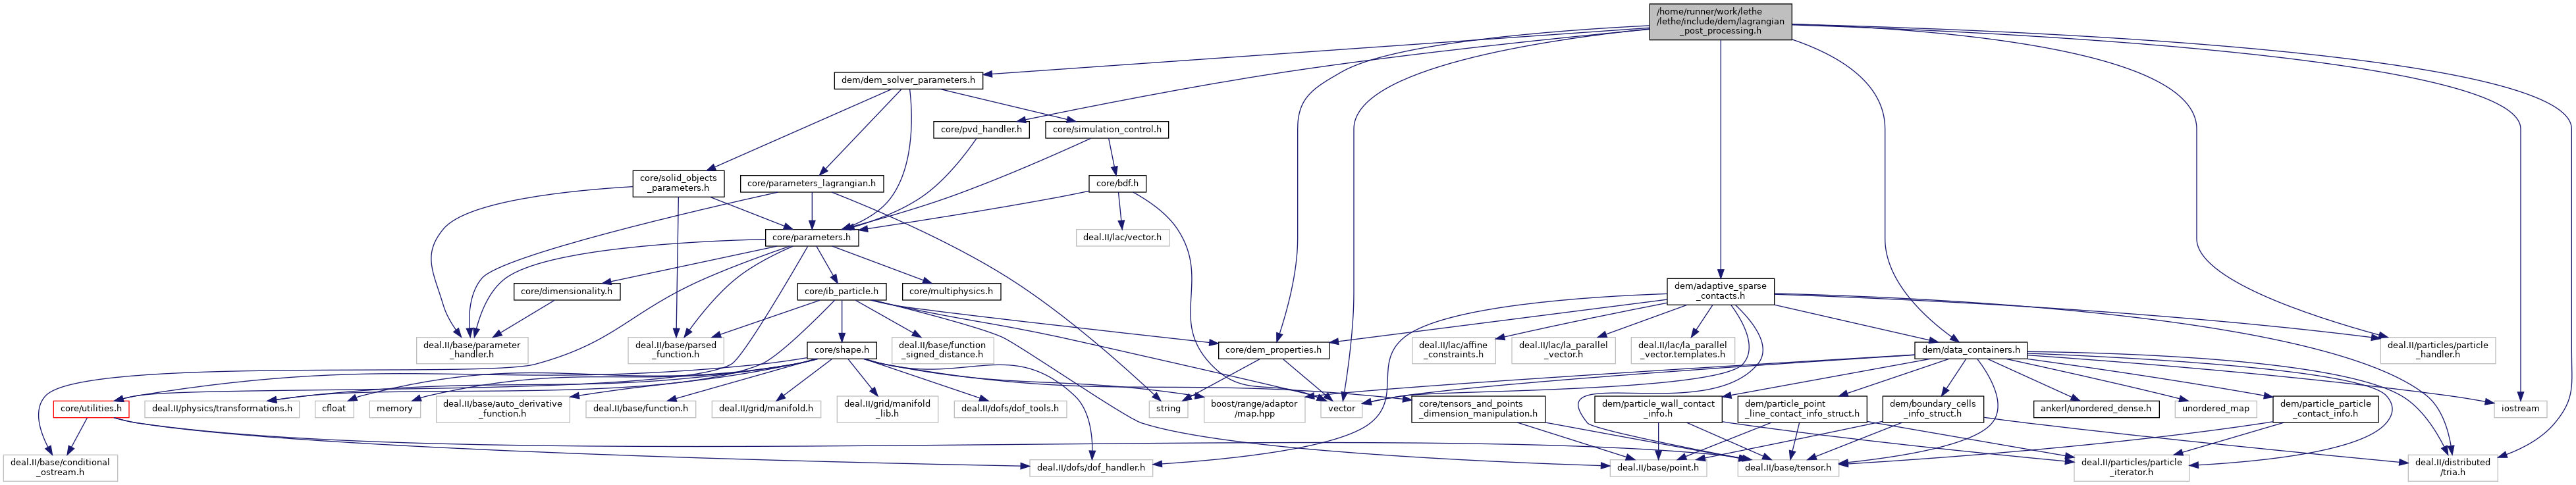 /home/runner/work/lethe
/lethe/include/dem/lagrangian
_post_processing.h
dem/dem_solver_parameters.h
core/pvd_handler.h
core/simulation_control.h
core/solid_objects
_parameters.h
core/parameters_lagrangian.h
core/bdf.h
core/parameters.h
deal.II/lac/vector.h
core/dimensionality.h
core/ib_particle.h
core/multiphysics.h
dem/adaptive_sparse
_contacts.h
deal.II/base/parameter
_handler.h
deal.II/base/parsed
_function.h
core/shape.h
deal.II/base/function
_signed_distance.h
core/dem_properties.h
deal.II/lac/affine
_constraints.h
deal.II/lac/la_parallel
_vector.h
deal.II/lac/la_parallel
_vector.templates.h
dem/data_containers.h
deal.II/particles/particle
_handler.h
core/utilities.h
deal.II/physics/transformations.h
cfloat
memory
deal.II/base/auto_derivative
_function.h
deal.II/base/function.h
deal.II/grid/manifold.h
deal.II/grid/manifold
_lib.h
deal.II/dofs/dof_tools.h
string
boost/range/adaptor
/map.hpp
vector
core/tensors_and_points
_dimension_manipulation.h
dem/particle_wall_contact
_info.h
dem/particle_point
_line_contact_info_struct.h
dem/boundary_cells
_info_struct.h
ankerl/unordered_dense.h
unordered_map
dem/particle_particle
_contact_info.h
iostream
deal.II/base/conditional
_ostream.h
deal.II/dofs/dof_handler.h
deal.II/base/point.h
deal.II/base/tensor.h
deal.II/particles/particle
_iterator.h
deal.II/distributed
/tria.h